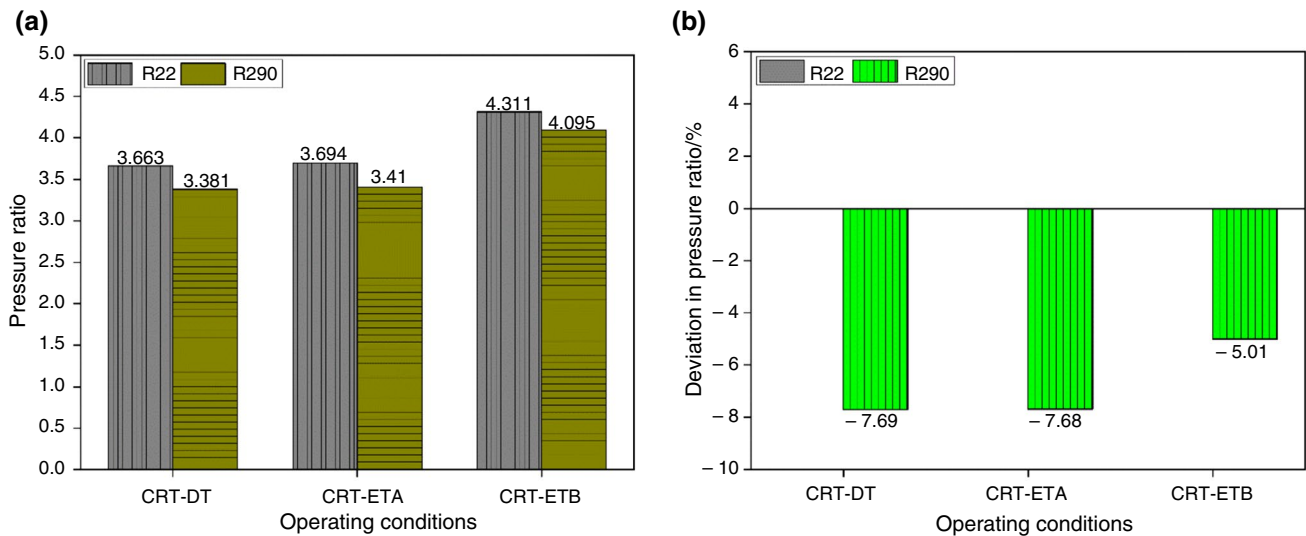 (a)
Pressure ratio
5.0
4.5
4.0
3.5
3.0
2.5
2.0
1.5
1.0
0.5
0.0
R22 R290
3.663
3.381
3.694
3.41
4.311
4.095
CRT-DT CRT-ETA CRT-ETB
Operating conditions
(b)
Deviation in pressure ratio/%
6
4
2
0
– 2
– 4
– 6
– 8
– 10
R22 R290
– 7.69
– 7.68
– 5.01
CRT-DT CRT-ETA CRT-ETB
Operating conditions